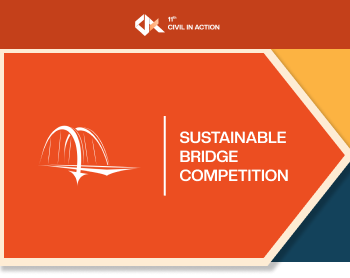 11th
CIVIL IN ACTION
SUSTAINABLE
BRIDGE
COMPETITION